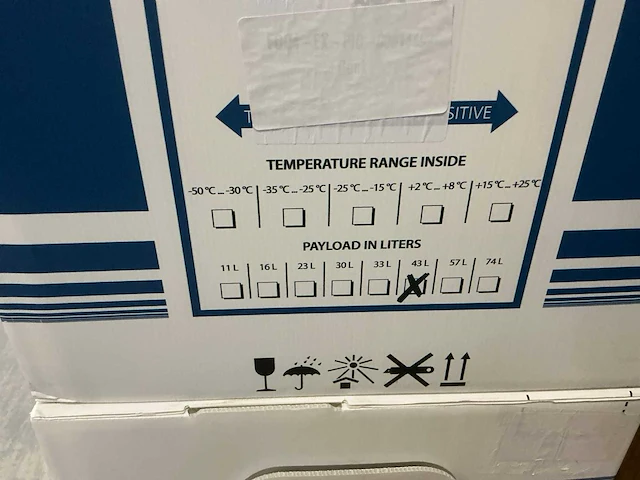 SITIVE
TEMPERATURE RANGE INSIDE
-50 °C ... -30 °C -35 °C ... -25 °C -25 °C ... -15 °C +2 °C ... +8 °C +15 °C ... +25 °C
PAYLOAD IN LITERS
11 L 16 L 23 L 30 L 33 L 43 L 57 L 74 L